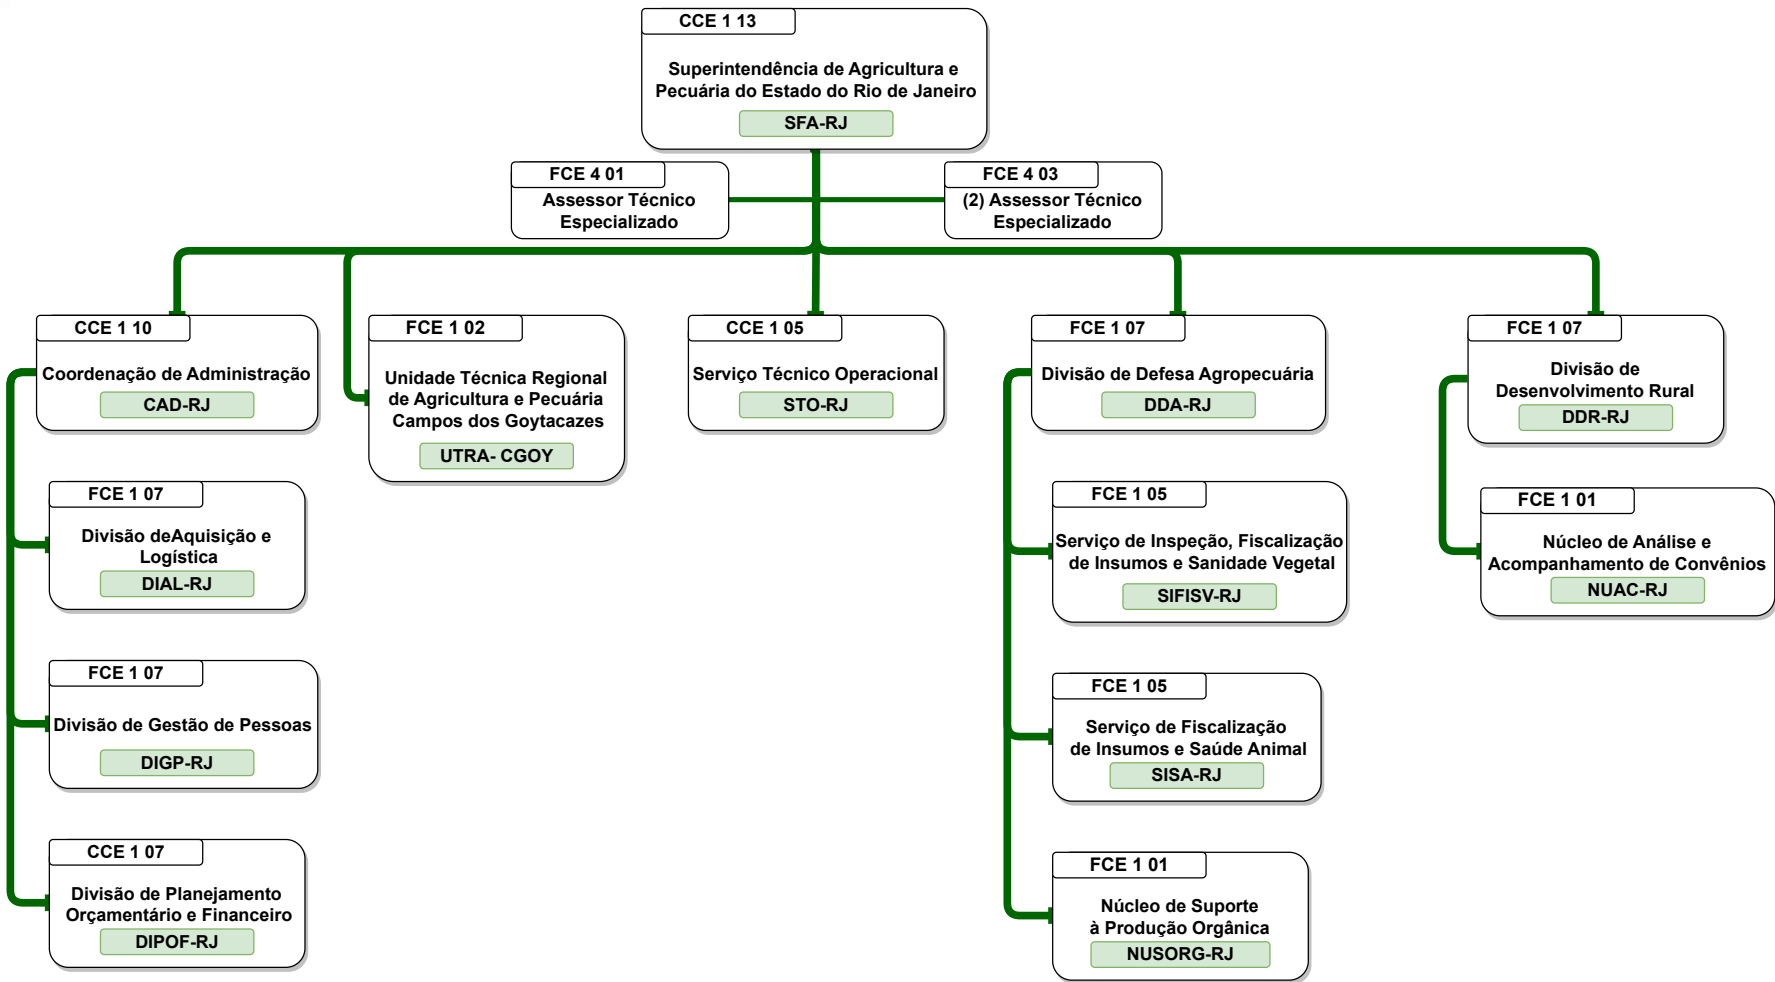 CCE 1 13
Superintendência de Agricultura e
Pecuária do Estado do Rio de Janeiro
SFA-RJ
FCE 4 01
Assessor Técnico
Especializado
FCE 4 03
(2) Assessor Técnico
Especializado
CCE 1 10
Coordenação de Administração
CAD-RJ
FCE 1 02
Unidade Técnica Regional
de Agricultura e Pecuária
Campos dos Goytacazes
UTRA- CGOY
CCE 1 05
Serviço Técnico Operacional
STO-RJ
FCE 1 07
Divisão de Defesa Agropecuária
DDA-RJ
FCE 1 07
Divisão de
Desenvolvimento Rural
DDR-RJ
FCE 1 07
Divisão deAquisição e
Logística
DIAL-RJ
FCE 1 05
Serviço de Inspeção, Fiscalização
de Insumos e Sanidade Vegetal
SIFISV-RJ
FCE 1 01
Núcleo de Análise e
Acompanhamento de Convênios
NUAC-RJ
FCE 1 07
Divisão de Gestão de Pessoas
DIGP-RJ
FCE 1 05
Serviço de Fiscalização
de Insumos e Saúde Animal
SISA-RJ
CCE 1 07
Divisão de Planejamento
Orçamentário e Financeiro
DIPOF-RJ
FCE 1 01
Núcleo de Suporte
à Produção Orgânica
NUSORG-RJ